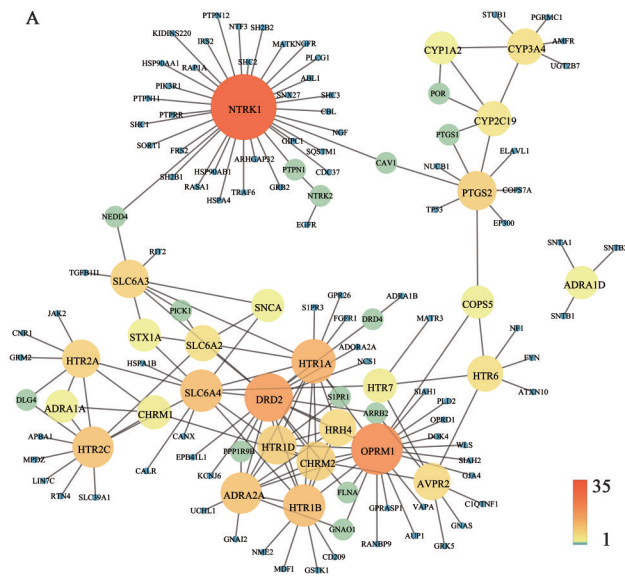 A
PTPN12
NTF3
SH2B2
KIDINS220
IRS2
MATK
NGFR
SHC2
PLCG1
HSP90AA1
RAP1A
ABL1
PIK3R1
SNX27
SHC3
NTRK1
PTPN11
CBL
PTPRR
SHC1
NGF
GIPC1
SORT1
SQSTM1
FRS2
ARHGAP32
HSP90AB1
CDC37
SH2B1
PTPN1
RASA1
GRB2
TRAF6
NTRK2
HSPA4
EGFR
NEDD4
CAV1
STUB1
PGRMC1
CYP1A2
CYP3A4
AMFR
UGT2B7
POR
CYP2C19
PTGS1
ELAVL1
NUCB1
PTGS2
COPS7A
TP53
EP300
SNTA1
SNTB2
ADRA1D
SNTB1
RIT2
TGFB1I1
SLC6A3
SNCA
PICK1
STX1A
SLC6A2
S1PR3
GPR26
ADRA1B
FGFR1
DRD4
MATR3
ADORA2A
COPS5
NF1
JAK2
CNR1
GRM2
HTR2A
HSPA1B
HTR1A
NCS1
HTR7
HTR6
FYN
ATXN10
DLG4
ADRA1A
CHRM1
SLC6A4
DRD2
S1PR1
ARRB2
SIAH1
PLD2
OPRD1
DOK4
WLS
APBA1
HTR2C
CANX
HTR1D
HRH4
OPRM1
MPDZ
EPB41L1
PPP1R9B
CHRM2
SIAH2
LIN7C
CALR
KCNJ6
GJA4
RTN4
SLC39A1
ADRA2A
FLNA
AVPR2
C1QTNF1
UCHL1
HTR1B
GPRASP1
VAPA
GNAS
GNAI2
GNAO1
AUP1
GRK5
NME2
CD209
RANBP9
MDFI
GSTK1
35
1